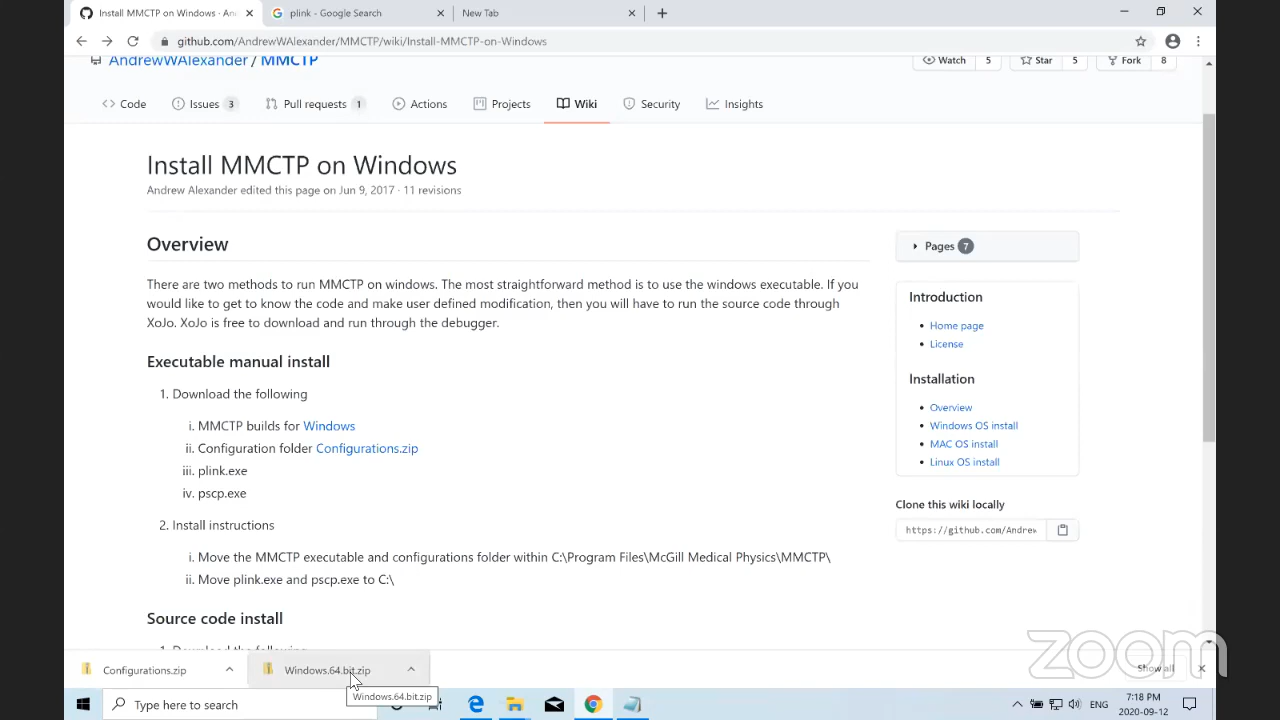 Install MMCTP on Windows · An
plink - Google Search
New Tab
github.com/AndrewWAlexander/MMCTP/wiki/Install-MMCTP-on-Windows
AndrewWAlexander / MMCTP
Watch 5
Star 5
Fork 8
Code
Issues 3
Pull requests 1
Actions
Projects
Wiki
Security
Insights
Install MMCTP on Windows
Andrew Alexander edited this page on Jun 9, 2017 · 11 revisions
Overview
There are two methods to run MMCTP on windows. The most straightforward method is to use the windows executable. If you
would like to get to know the code and make user defined modification, then you will have to run the source code through
XoJo. XoJo is free to download and run through the debugger.
Executable manual install
1. Download the following
i. MMCTP builds for Windows
ii. Configuration folder Configurations.zip
iii. plink.exe
iv. pscp.exe
2. Install instructions
i. Move the MMCTP executable and configurations folder within C:\Program Files\McGill Medical Physics\MMCTP\
ii. Move plink.exe and pscp.exe to C:\
Source code install
1. Download the following
Pages 7
Introduction
• Home page
• License
Installation
• Overview
• Windows OS install
• MAC OS install
• Linux OS install
Clone this wiki locally
https://github.com/Andrew
Configurations.zip
Windows.64.bit.zip
Show all
Windows.64.bit.zip
zoom
Type here to search
ENG
7:18 PM
2020-09-12